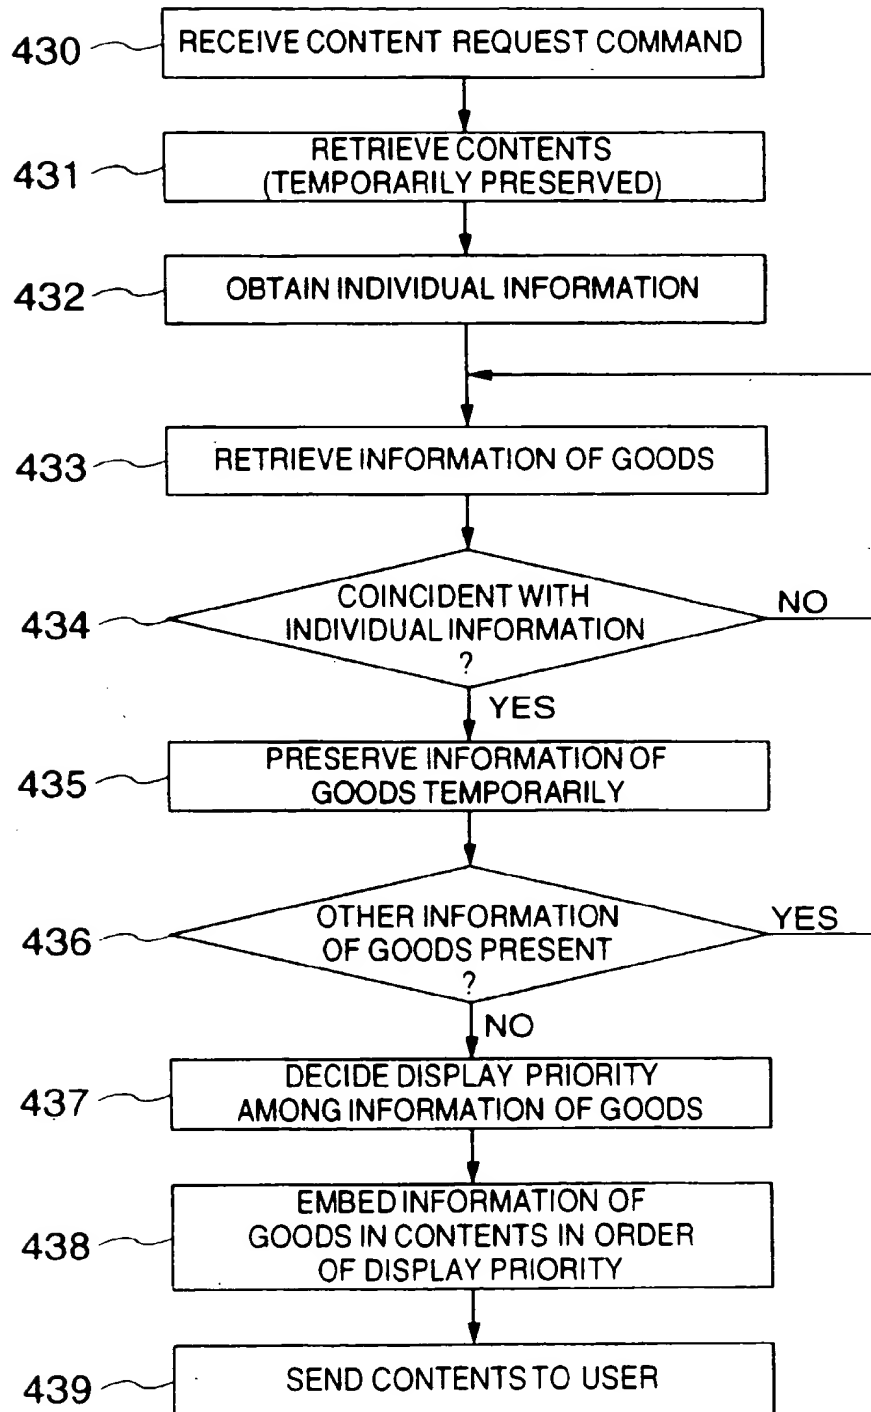 430
RECEIVE CONTENT REQUEST COMMAND
431
RETRIEVE CONTENTS
(TEMPORARILY PRESERVED)
432
OBTAIN INDIVIDUAL INFORMATION
433
RETRIEVE INFORMATION OF GOODS
434
COINCIDENT WITH
INDIVIDUAL INFORMATION
?
NO
YES
435
PRESERVE INFORMATION OF
GOODS TEMPORARILY
436
OTHER INFORMATION
OF GOODS PRESENT
?
YES
NO
437
DECIDE DISPLAY PRIORITY
AMONG INFORMATION OF GOODS
438
EMBED INFORMATION OF
GOODS IN CONTENTS IN ORDER
OF DISPLAY PRIORITY
439
SEND CONTENTS TO USER